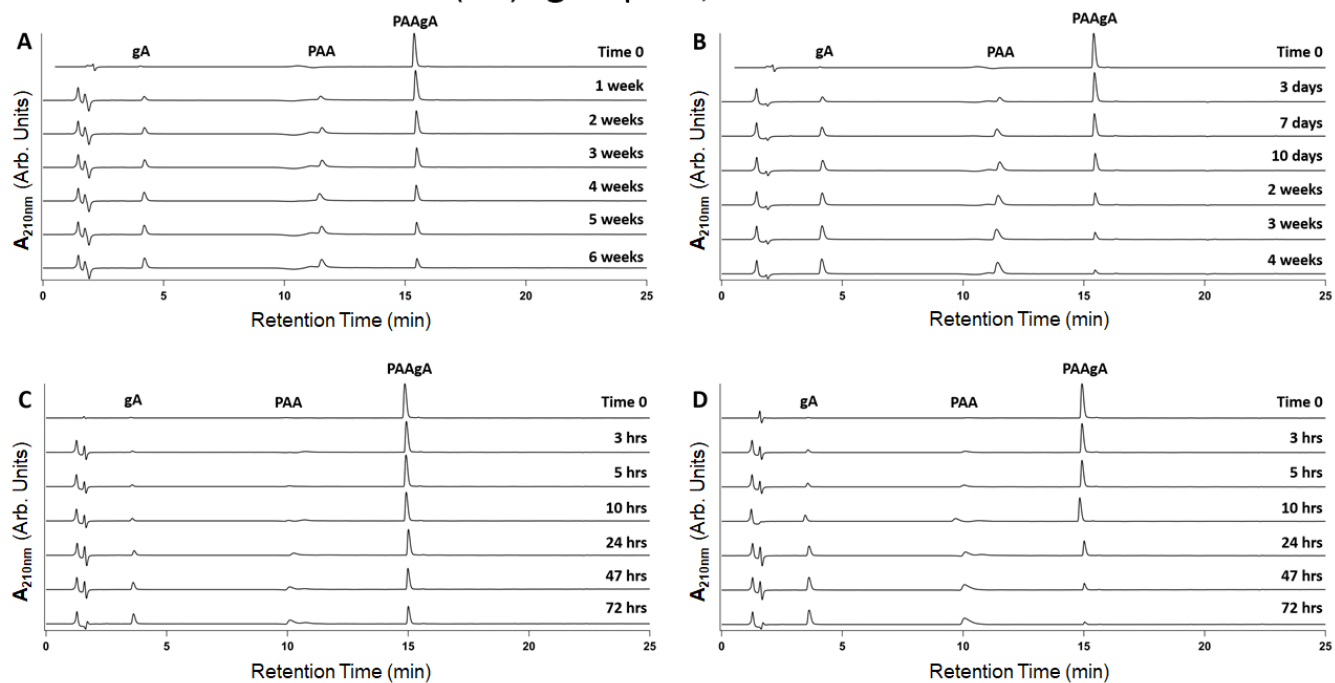 A
gA
PAA
PAAgA
Time 0
1 week
2 weeks
3 weeks
4 weeks
5 weeks
6 weeks
A210nm (Arb. Units)
0 5 10 15 20 25
Retention Time (min)
B
gA
PAA
PAAgA
Time 0
3 days
7 days
10 days
2 weeks
3 weeks
4 weeks
A210nm (Arb. Units)
0 5 10 15 20 25
Retention Time (min)
C
gA
PAA
PAAgA
Time 0
3 hrs
5 hrs
10 hrs
24 hrs
47 hrs
72 hrs
A210nm (Arb. Units)
0 5 10 15 20 25
Retention Time (min)
D
gA
PAA
PAAgA
Time 0
3 hrs
5 hrs
10 hrs
24 hrs
47 hrs
72 hrs
A210nm (Arb. Units)
0 5 10 15 20 25
Retention Time (min)